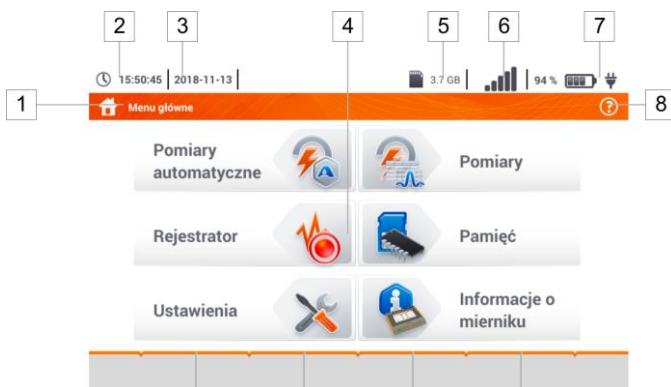 2 3 4 5 6 7
15:50:45 2018-11-13 3.7 GB 94 %
1 Menu główne ? 8
Pomiary automatyczne
Pomiary
Rejestrator
Pamięć
Ustawienia
Informacje o mierniku